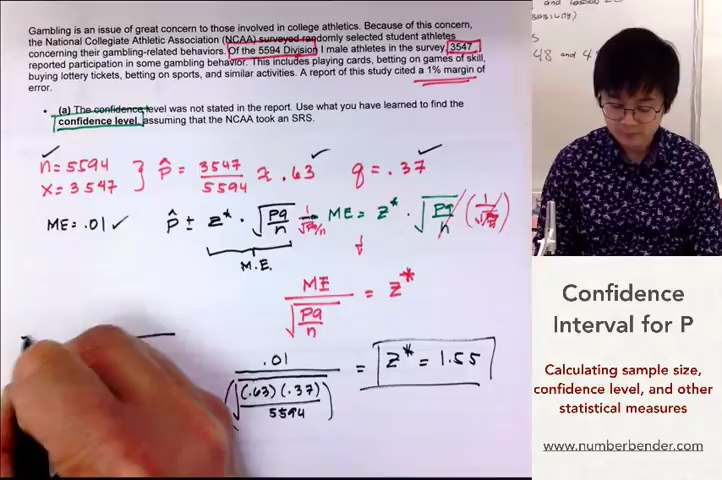 Gambling is an issue of great concern to those involved in college athletics. Because of this concern,
the National Collegiate Athletic Association (NCAA) surveyed randomly selected student athletes
concerning their gambling-related behaviors. Of the 5594 Division I male athletes in the survey, 3547
reported participation in some gambling behavior. This includes playing cards, betting on games of skill,
buying lottery tickets, betting on sports, and similar activities. A report of this study cited a 1% margin of
error.
• (a) The confidence level was not stated in the report. Use what you have learned to find the
confidence level, assuming that the NCAA took an SRS.
n = 5594
x = 3547
} p̂ = 3547/5594 ≈ .63 q = .37
ME = .01 p̂ ± z* · √(pq/n) 1/√(pq/n) ME = z* · √(pq/n) (1/√(pq/n))
M.E.
ME/√(pq/n) = z*
.01/(√((.63)(.37)/5594)) = z* = 1.55
48 and 4
Confidence
Interval for P
Calculating sample size,
confidence level, and other
statistical measures
www.numberbender.com